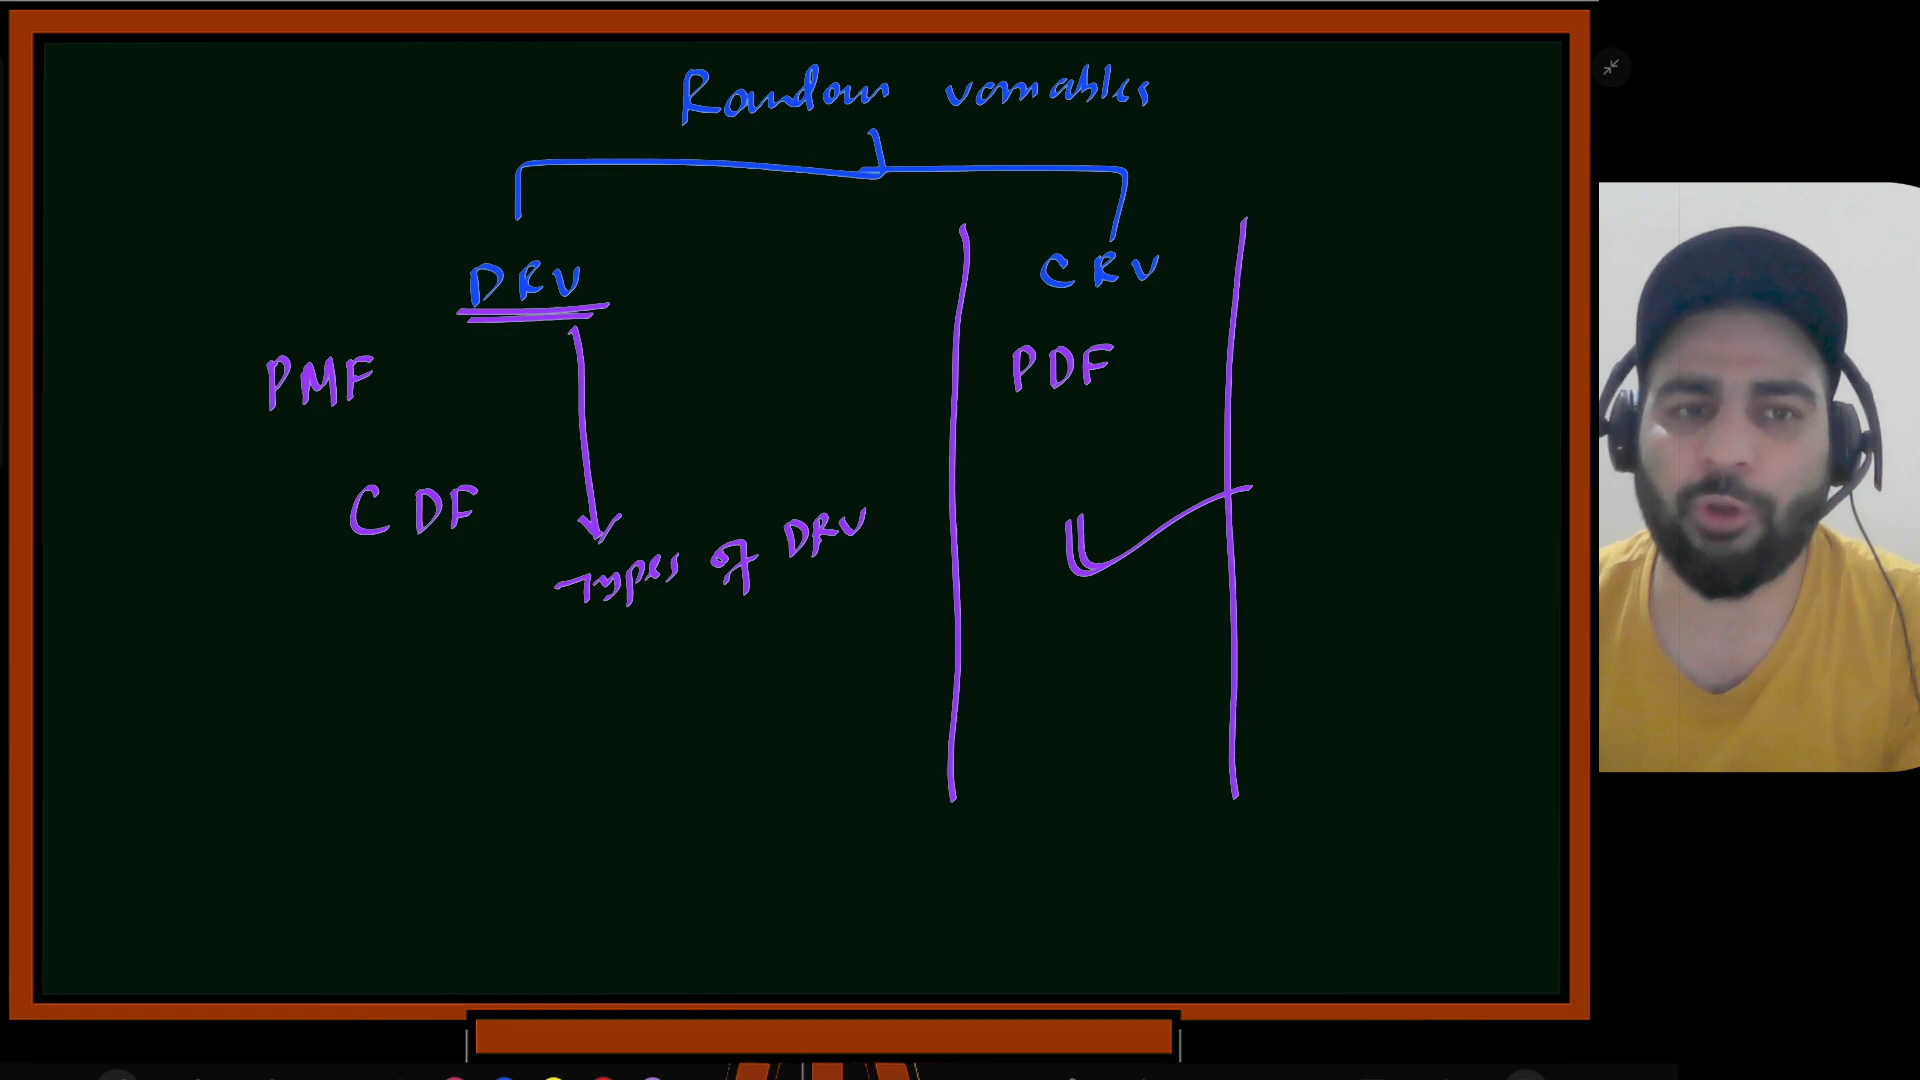 Random variables
DRV
CRV
PMF
PDF
CDF
Types of DRV